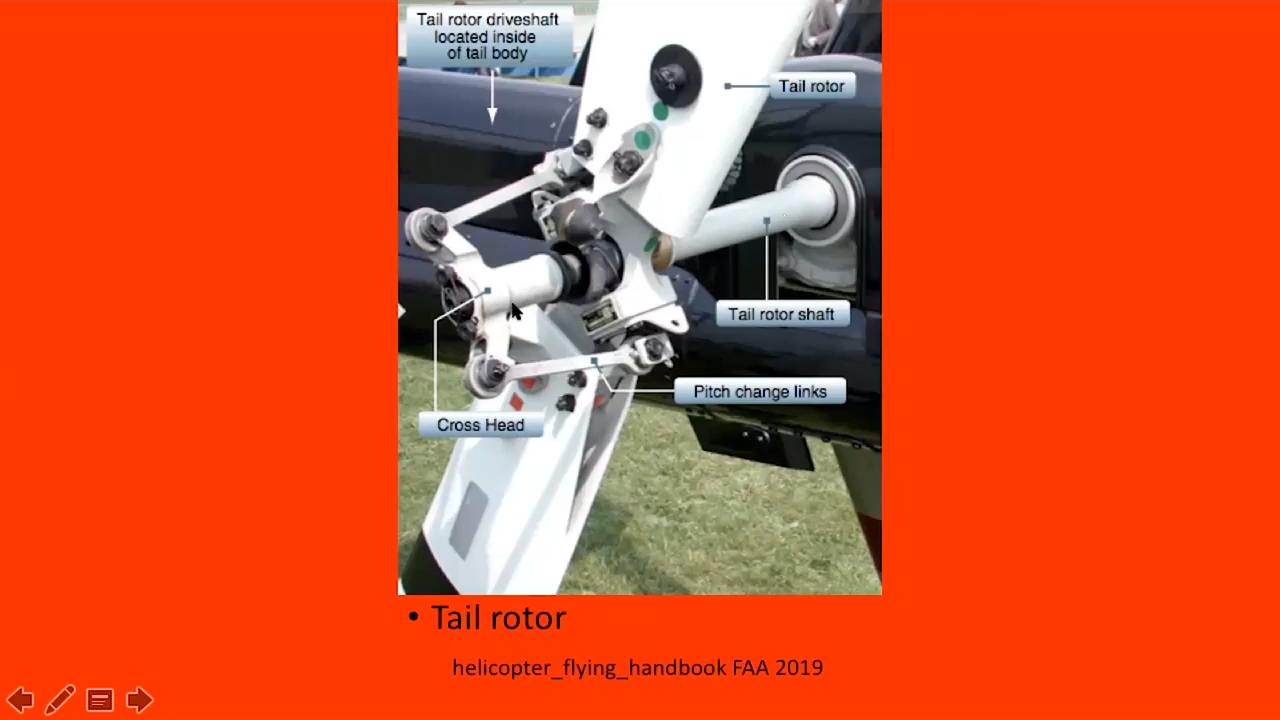 Tail rotor driveshaft
located inside
of tail body
Tail rotor
Tail rotor shaft
Pitch change links
Cross Head
• Tail rotor
helicopter_flying_handbook FAA 2019